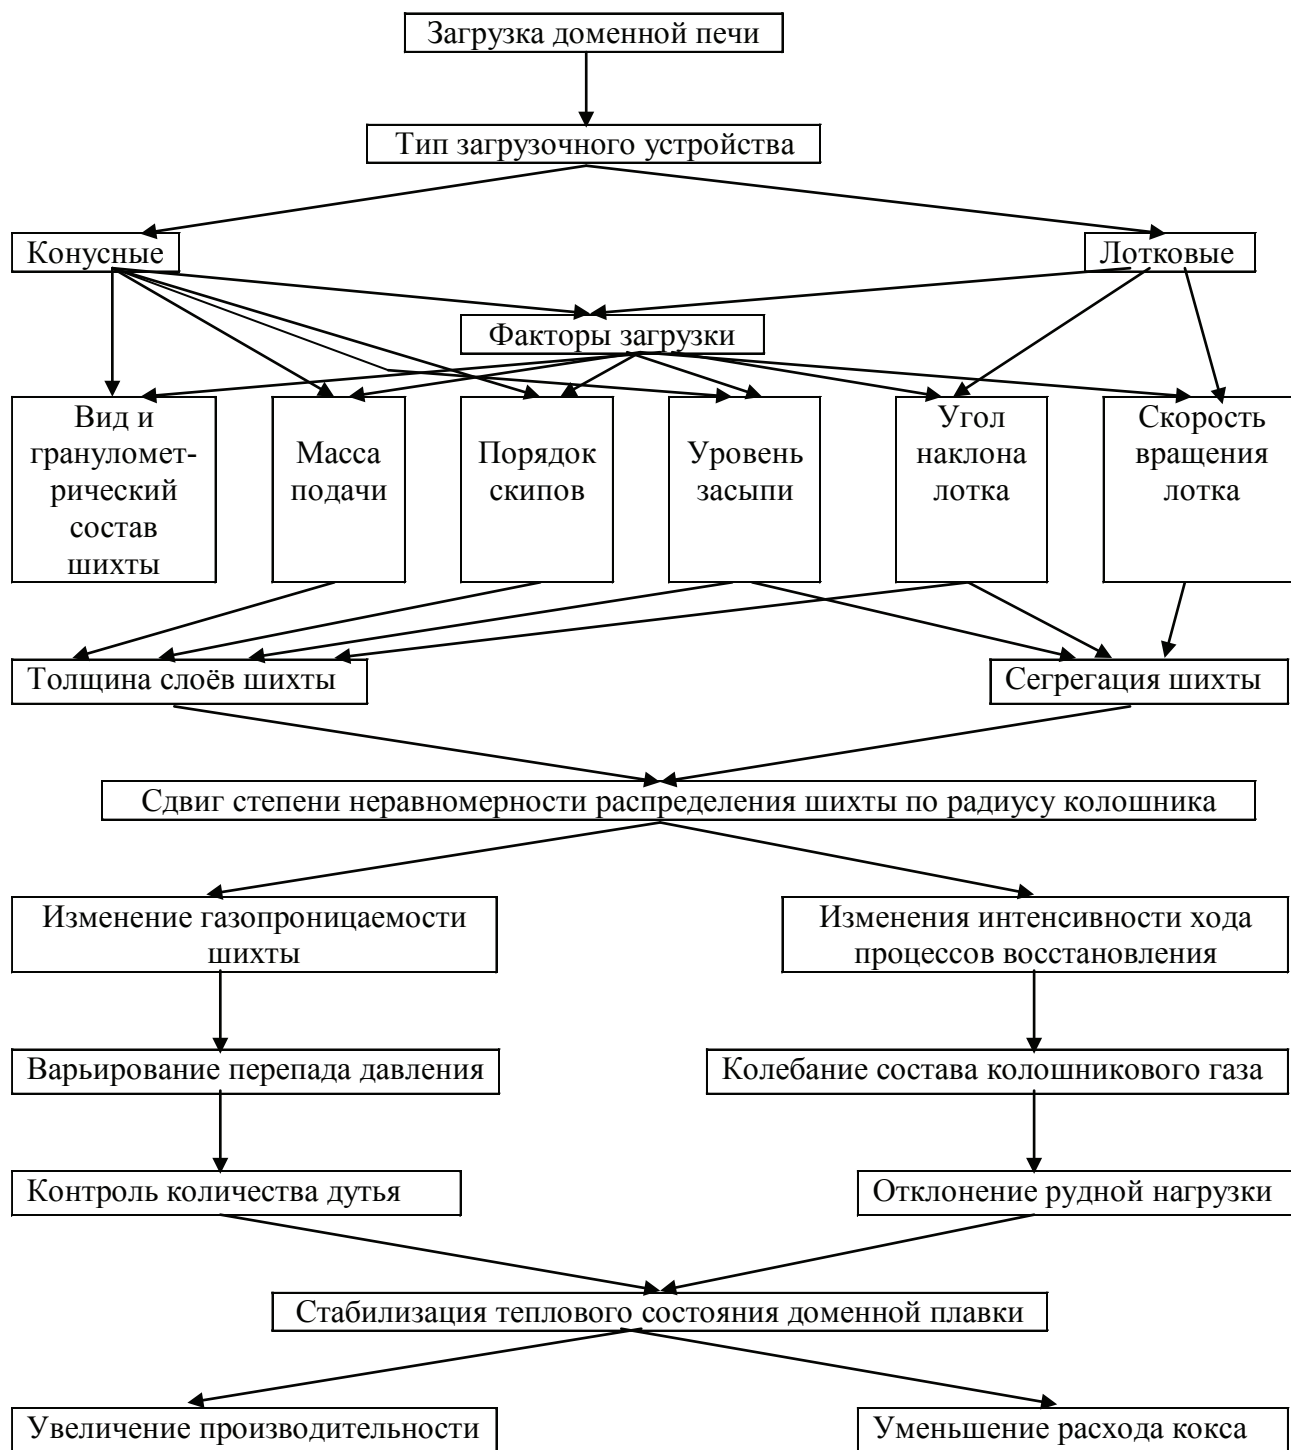 Загрузка доменной печи
Тип загрузочного устройства
Конусные
Лотковые
Факторы загрузки
Вид и
грануломет-
рический
состав
шихты
Масса
подачи
Порядок
скипов
Уровень
засыпи
Угол
наклона
лотка
Скорость
вращения
лотка
Толщина слоёв шихты
Сегрегация шихты
Сдвиг степени неравномерности распределения шихты по радиусу колошника
Изменение газопроницаемости
шихты
Изменения интенсивности хода
процессов восстановления
Варьирование перепада давления
Колебание состава колошникового газа
Контроль количества дутья
Отклонение рудной нагрузки
Стабилизация теплового состояния доменной плавки
Увеличение производительности
Уменьшение расхода кокса